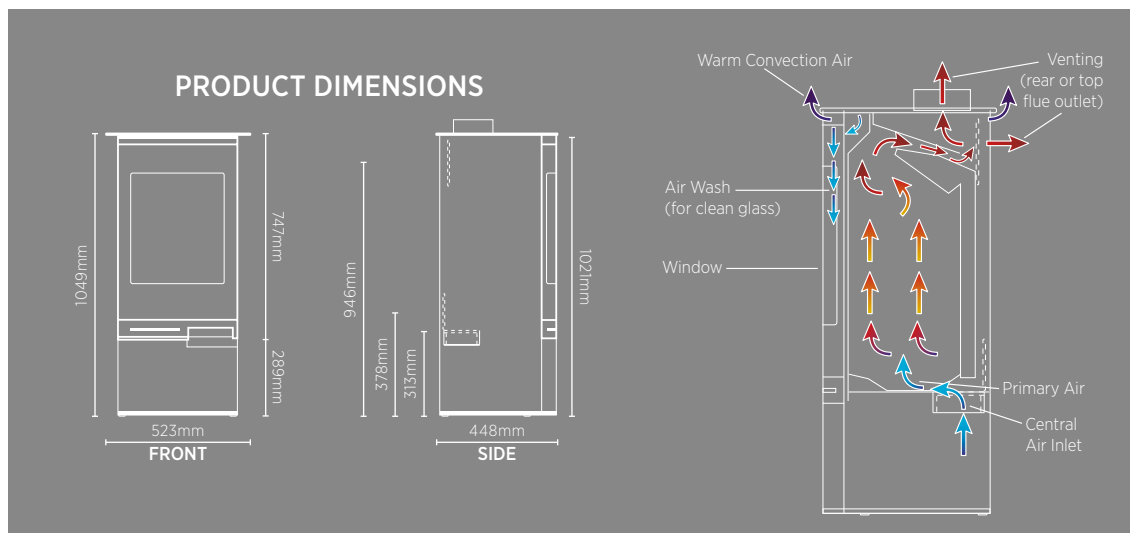 PRODUCT DIMENSIONS
1049mm
747mm
289mm
523mm
FRONT
946mm
378mm
313mm
1021mm
448mm
SIDE
Warm Convection Air
Venting
(rear or top
flue outlet)
Air Wash
(for clean glass)
Window
Primary Air
Central
Air Inlet